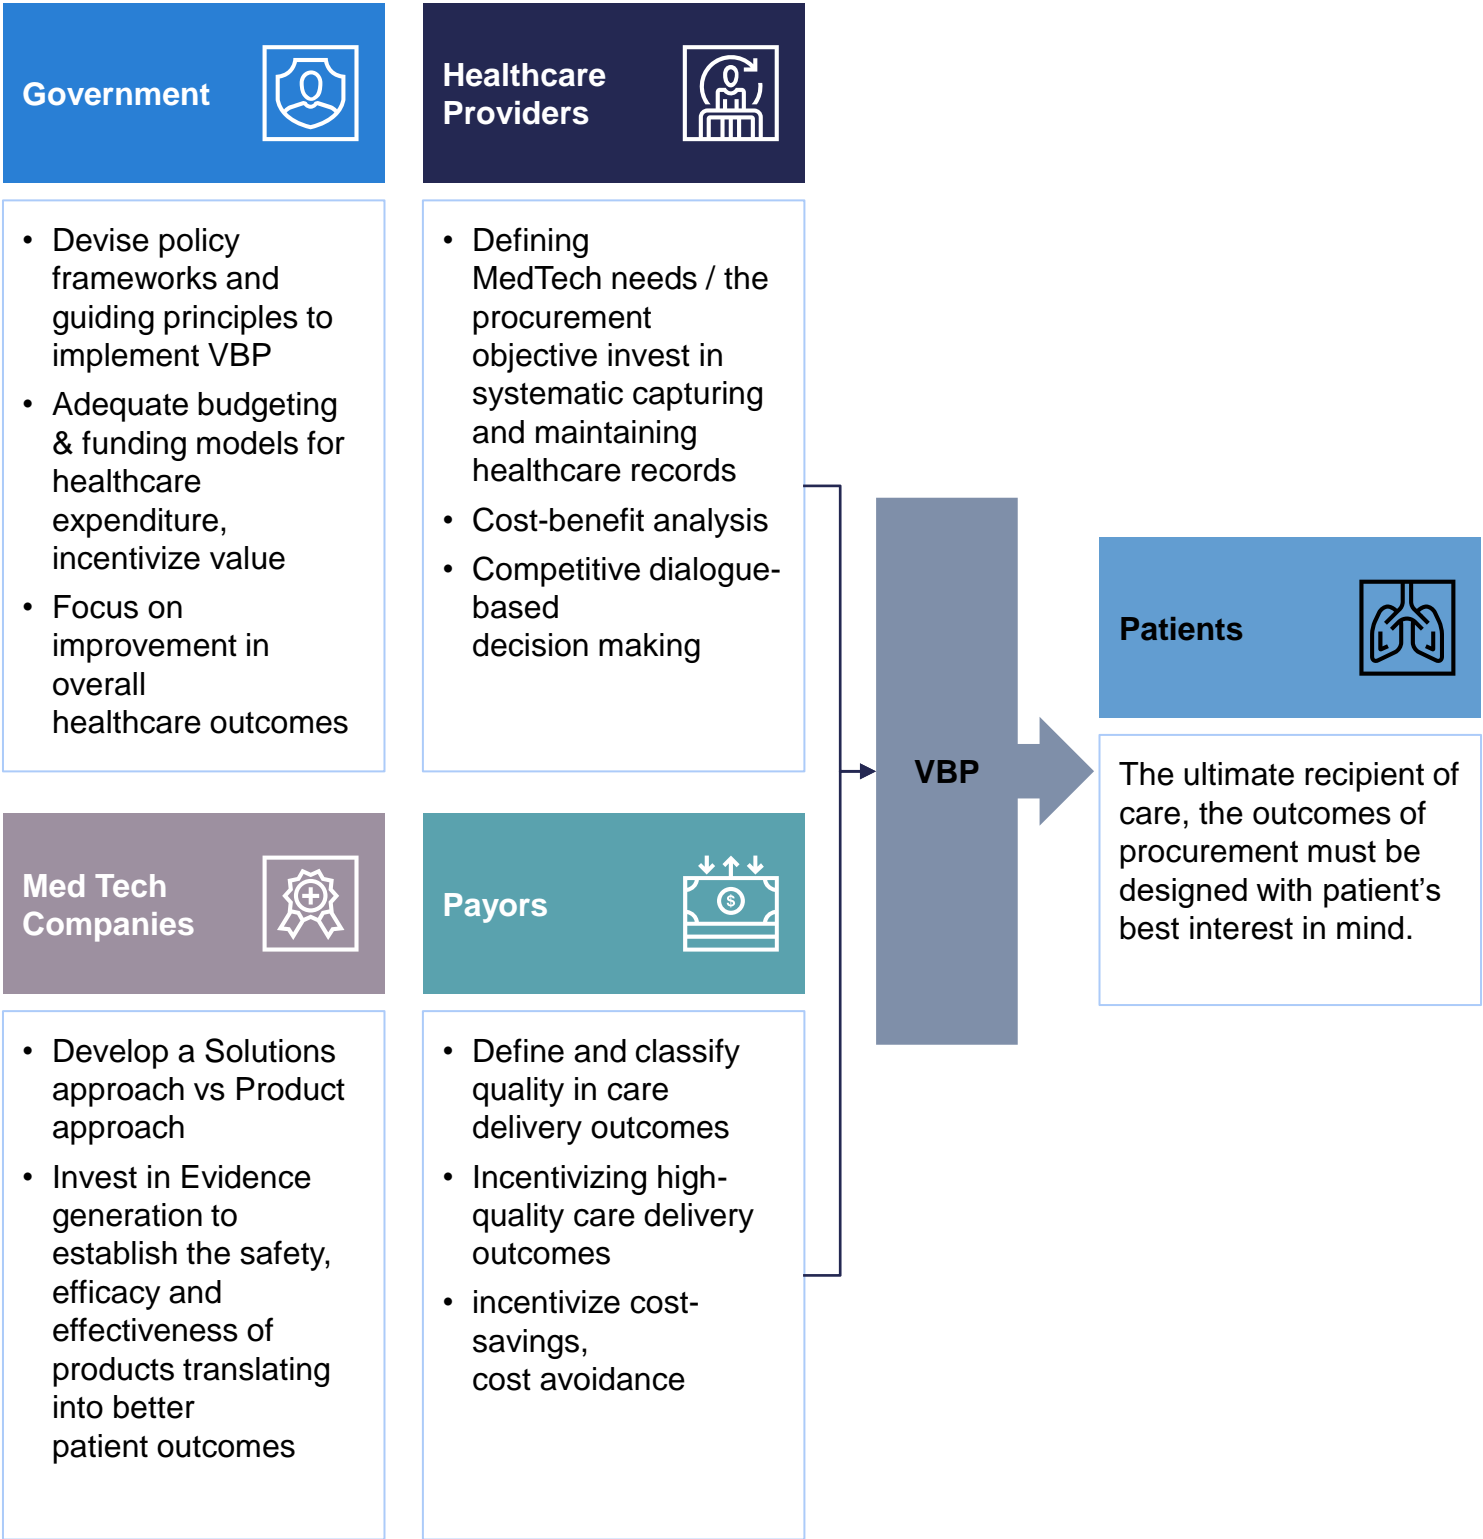 Government
• Devise policy
frameworks and
guiding principles to
implement VBP
• Adequate budgeting
& funding models for
healthcare
expenditure,
incentivize value
• Focus on
improvement in
overall
healthcare outcomes
Healthcare
Providers
• Defining
MedTech needs / the
procurement
objective invest in
systematic capturing
and maintaining
healthcare records
• Cost-benefit analysis
• Competitive dialogue-
based
decision making
Med Tech
Companies
• Develop a Solutions
approach vs Product
approach
• Invest in Evidence
generation to
establish the safety,
efficacy and
effectiveness of
products translating
into better
patient outcomes
Payors
$
• Define and classify
quality in care
delivery outcomes
• Incentivizing high-
quality care delivery
outcomes
• incentivize cost-
savings,
cost avoidance
VBP
Patients
The ultimate recipient of
care, the outcomes of
procurement must be
designed with patient’s
best interest in mind.